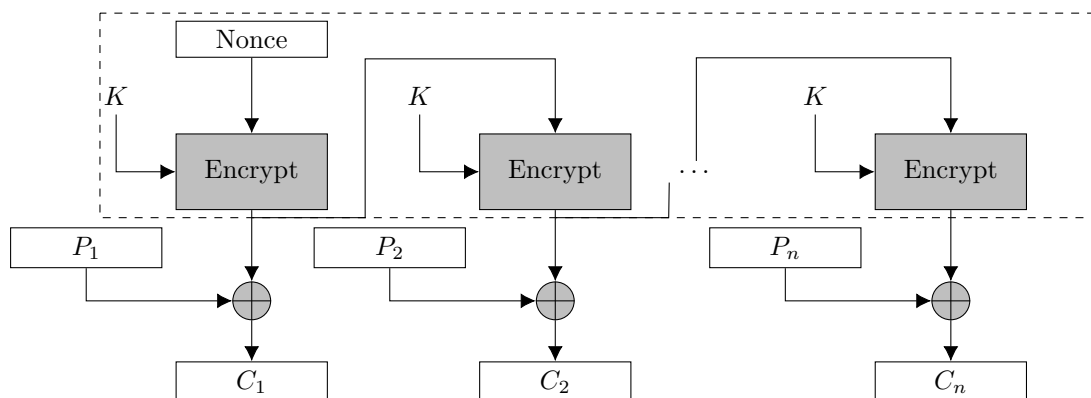 Nonce
K K K
Encrypt Encrypt ... Encrypt
P₁ P₂ Pₙ
C₁ C₂ Cₙ